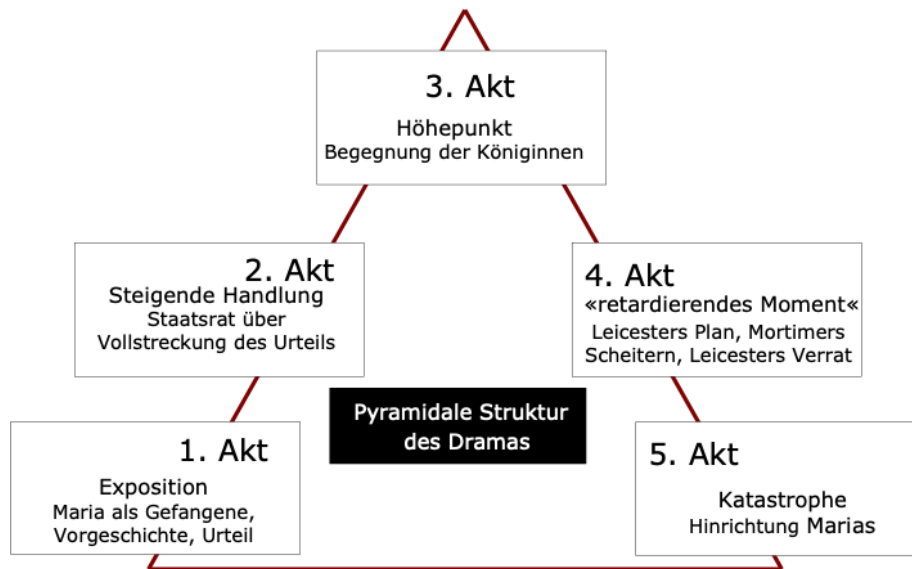 3. Akt
Höhepunkt
Begegnung der Königinnen
2. Akt
Steigende Handlung
Staatsrat über
Vollstreckung des Urteils
4. Akt
«retardierendes Moment«
Leicesters Plan, Mortimers
Scheitern, Leicesters Verrat
Pyramidale Struktur
des Dramas
1. Akt
Exposition
Maria als Gefangene,
Vorgeschichte, Urteil
5. Akt
Katastrophe
Hinrichtung Marias